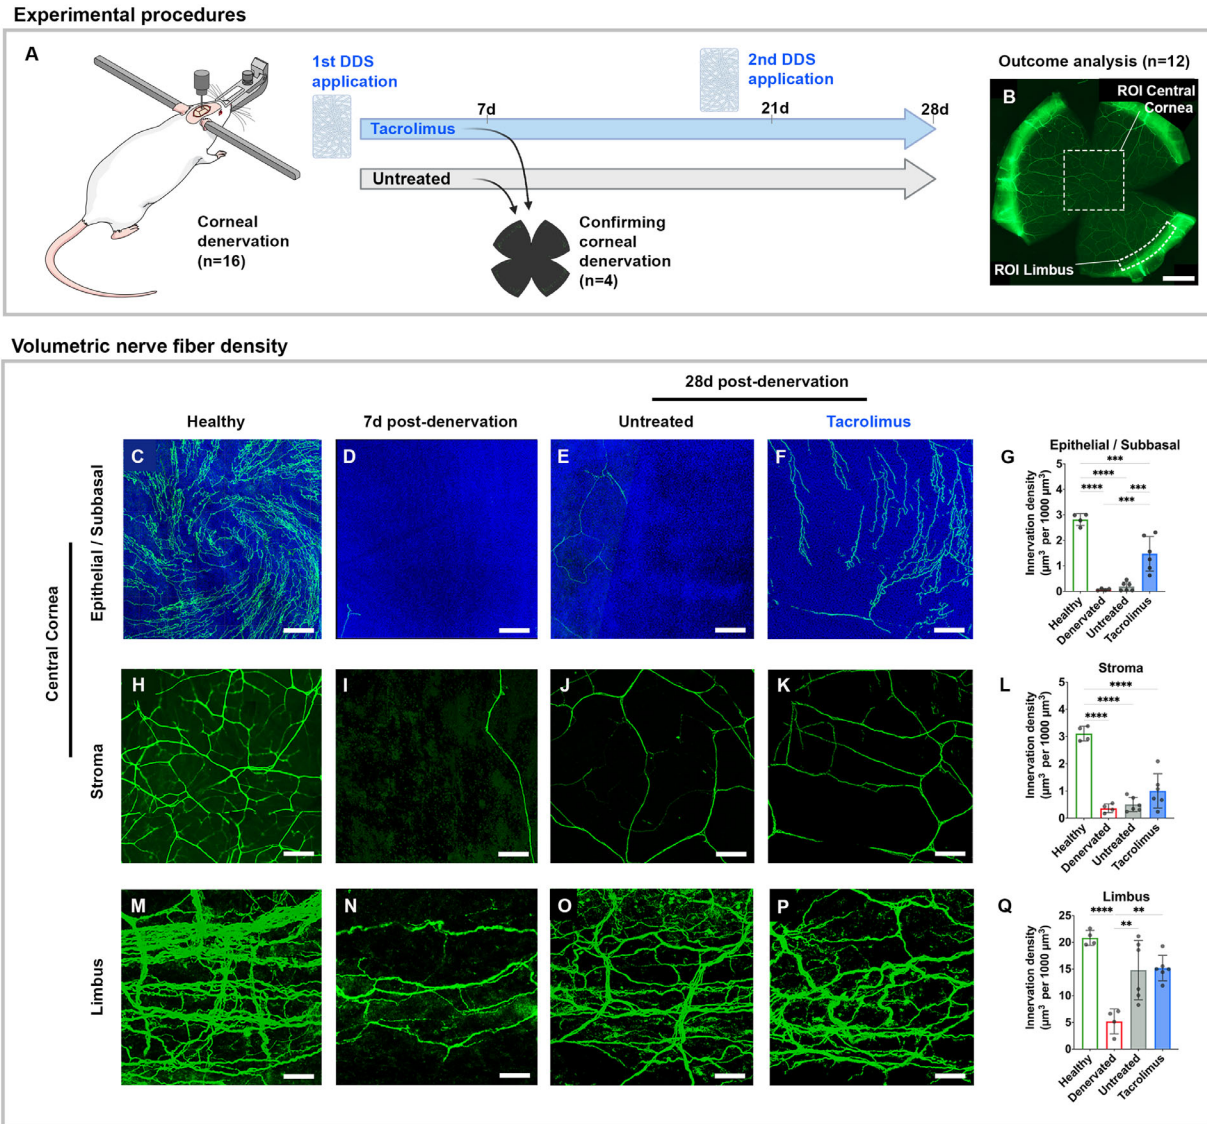 Experimental procedures
A
1st DDS
application
2nd DDS
application
7d
21d
28d
Tacrolimus
Untreated
Corneal
denervation
(n=16)
Confirming
corneal
denervation
(n=4)
Outcome analysis (n=12)
B
ROI Central
Cornea
ROI Limbus
Volumetric nerve fiber density
28d post-denervation
Healthy
7d post-denervation
Untreated
Tacrolimus
Central Cornea
Epithelial / Subbasal
C
D
E
F
G
Epithelial / Subbasal
Innervation density
(µm³ per 1000 µm³)
5
4
3
2
1
0
***
****
**** ***
***
Healthy
Denervated
Untreated
Tacrolimus
Stroma
H
I
J
K
L
Stroma
Innervation density
(µm³ per 1000 µm³)
5
4
3
2
1
0
****
****
****
Healthy
Denervated
Untreated
Tacrolimus
Limbus
M
N
O
P
Q
Limbus
Innervation density
(µm³ per 1000 µm³)
25
20
15
10
5
0
**** **
**
Healthy
Denervated
Untreated
Tacrolimus